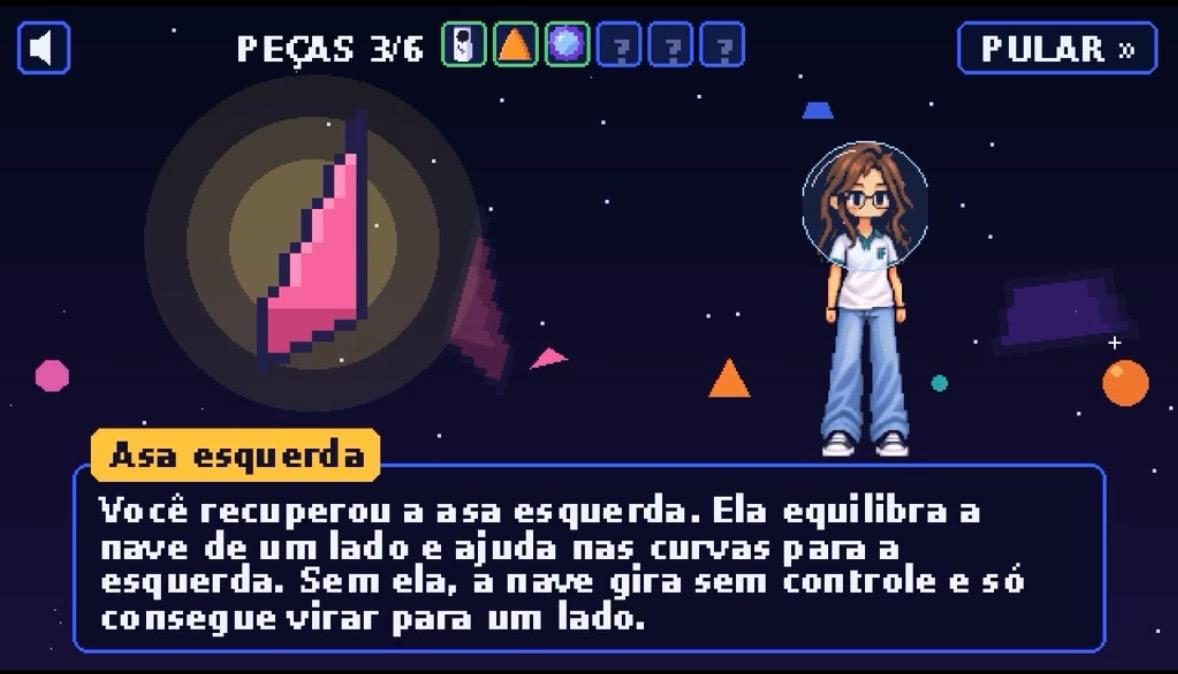 PEÇAS 3/6
? ? ?
PULAR »
Asa esquerda
Você recuperou a asa esquerda. Ela equilibra a
nave de um lado e ajuda nas curvas para a
esquerda. Sem ela, a nave gira sem controle e só
consegue virar para um lado.